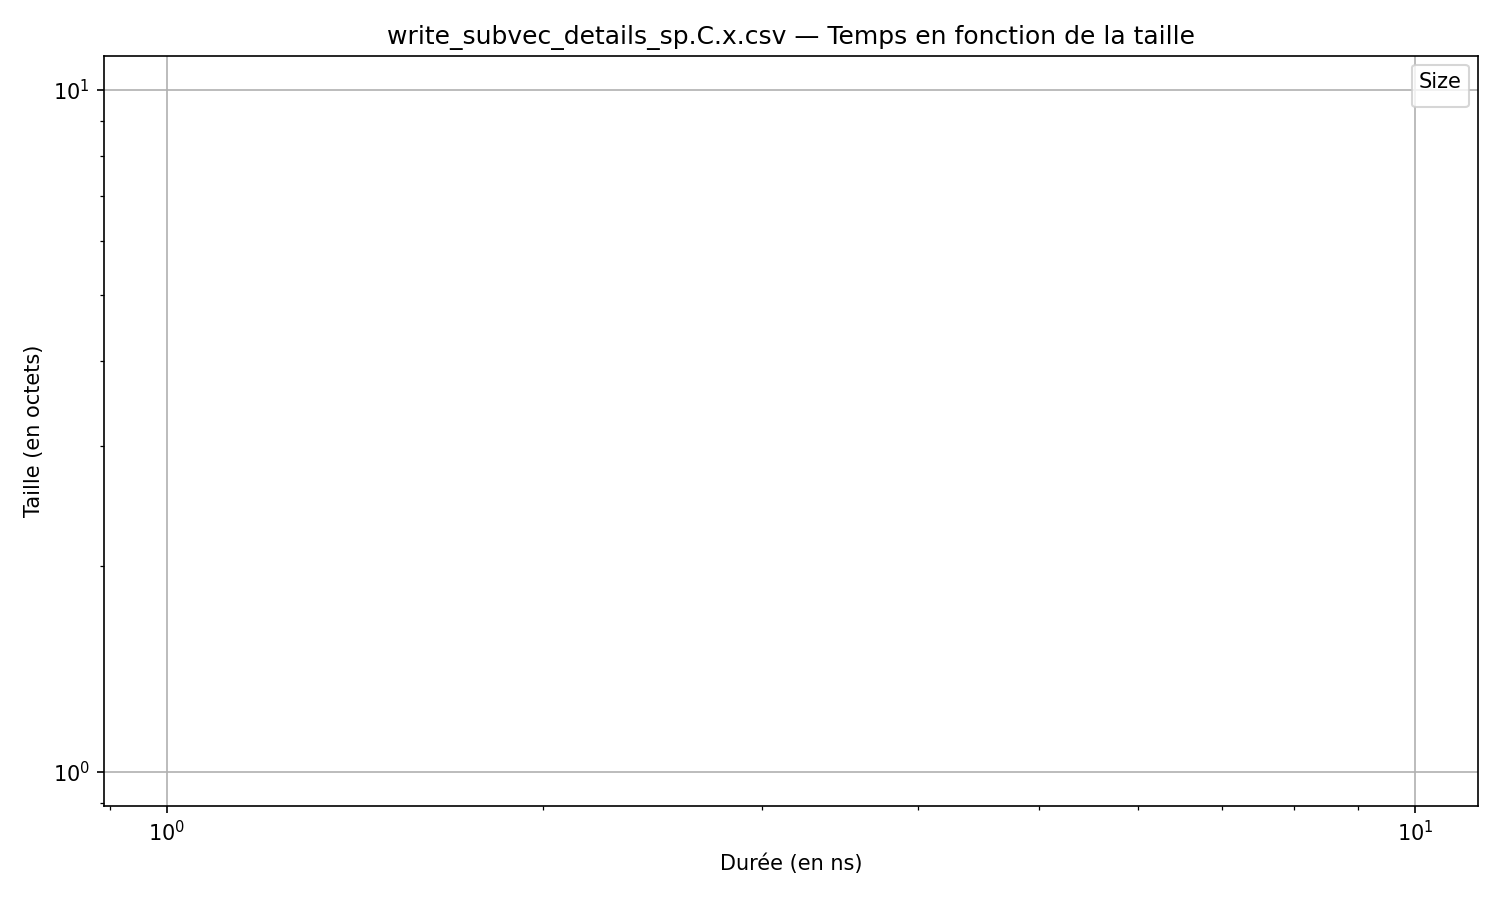 write_subvec_details_sp.C.x.csv — Temps en fonction de la taille
Size
10¹
Taille (en octets)
10⁰
10⁰ 10¹
Durée (en ns)